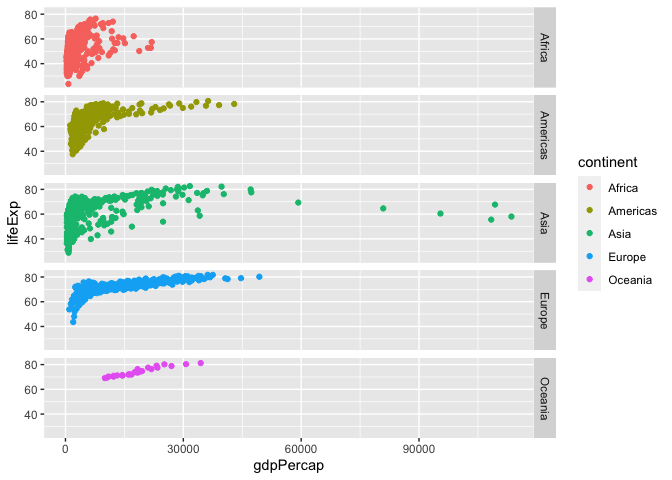 80
60
40
Africa
80
60
40
Americas
lifeExp
80
60
40
Asia
80
60
40
Europe
80
60
40
Oceania
0 30000 60000 90000
gdpPercap
continent
Africa
Americas
Asia
Europe
Oceania